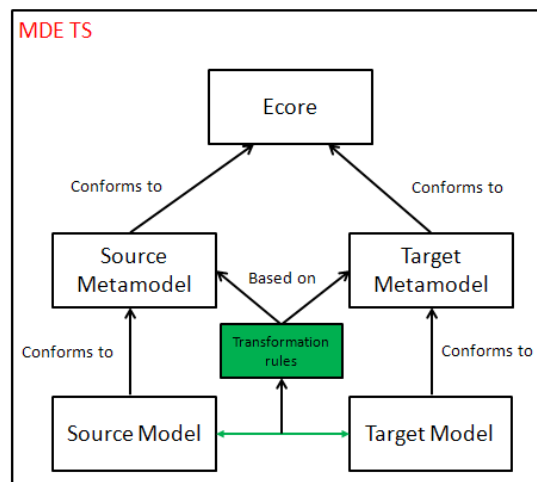 MDE TS
Ecore
Conforms to
Conforms to
Source
Metamodel
Based on
Target
Metamodel
Conforms to
Transformation
rules
Conforms to
Source Model
Target Model